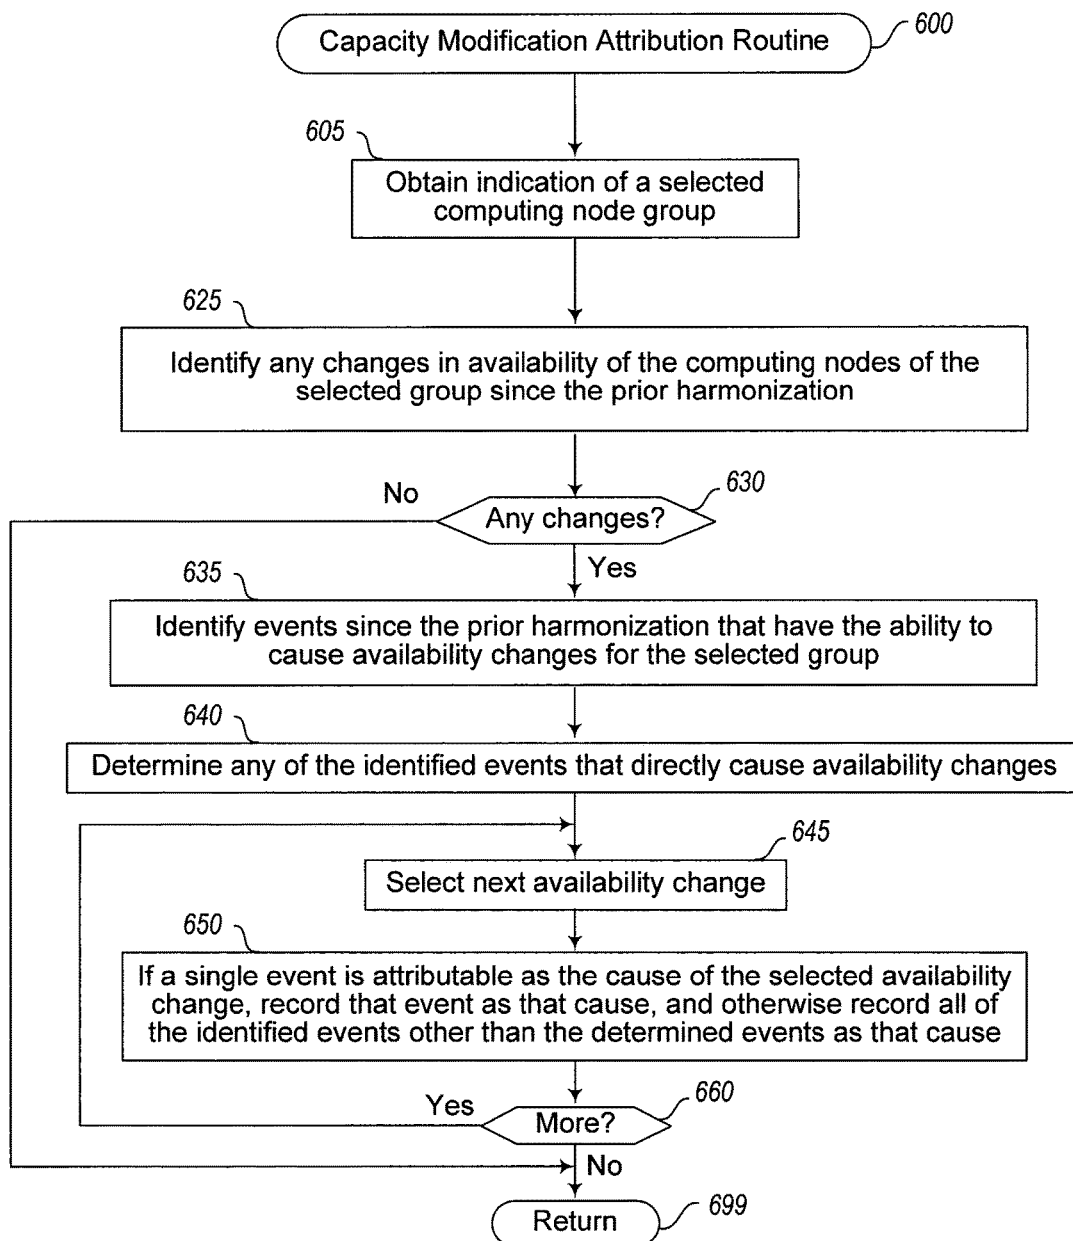 Capacity Modification Attribution Routine
600
605
Obtain indication of a selected
computing node group
625
Identify any changes in availability of the computing nodes of the
selected group since the prior harmonization
No
630
Any changes?
Yes
635
Identify events since the prior harmonization that have the ability to
cause availability changes for the selected group
640
Determine any of the identified events that directly cause availability changes
645
Select next availability change
650
If a single event is attributable as the cause of the selected availability
change, record that event as that cause, and otherwise record all of
the identified events other than the determined events as that cause
Yes
660
More?
No
Return
699